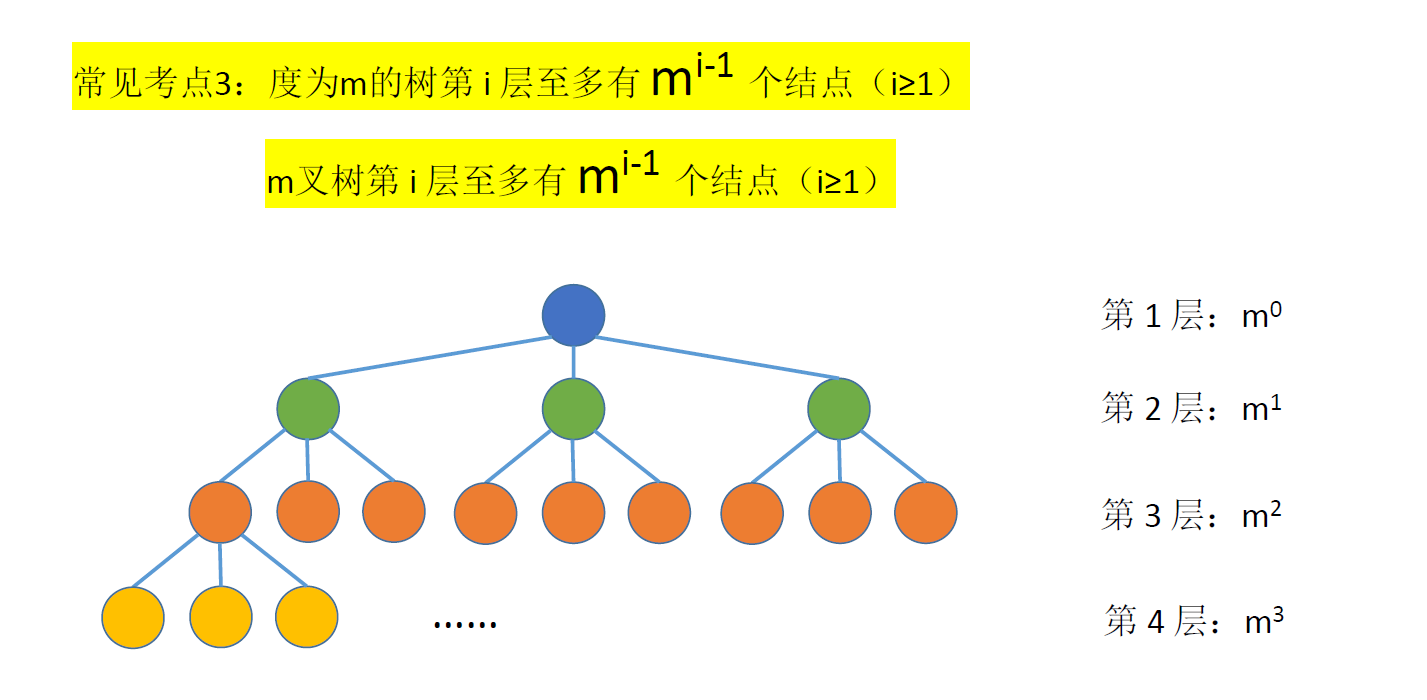 常见考点3：度为m的树第 i 层至多有 mⁱ⁻¹ 个结点（i≥1）
m叉树第 i 层至多有 mⁱ⁻¹ 个结点（i≥1）
第 1 层：m⁰
第 2 层：m¹
第 3 层：m²
第 4 层：m³
......